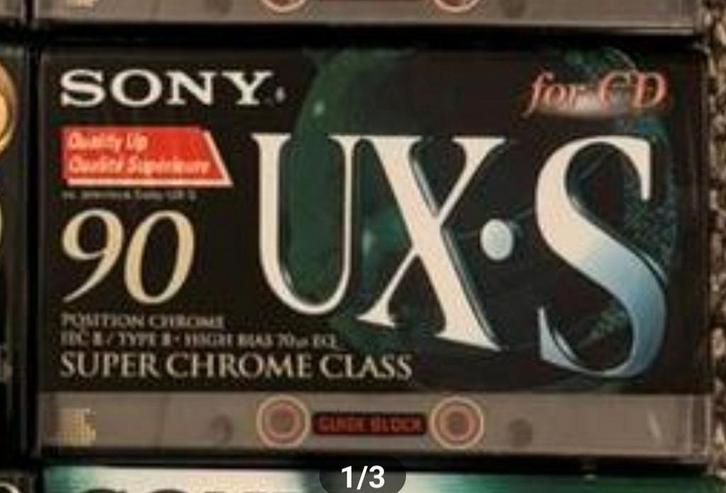 SONY
for CD
Quality Up
Qualité Supérieure
UX·S
90
POSITION CHROME
IEC II / TYPE II • HIGH BIAS 70µs EQ.
SUPER CHROME CLASS
GUIDE BLOCK
1/3